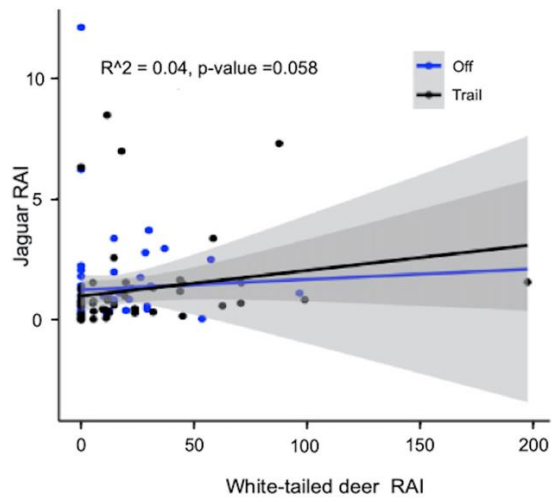 R^2 = 0.04, p-value =0.058
Off
Trail
Jaguar RAI
10
5
0
0
50
100
150
200
White-tailed deer RAI